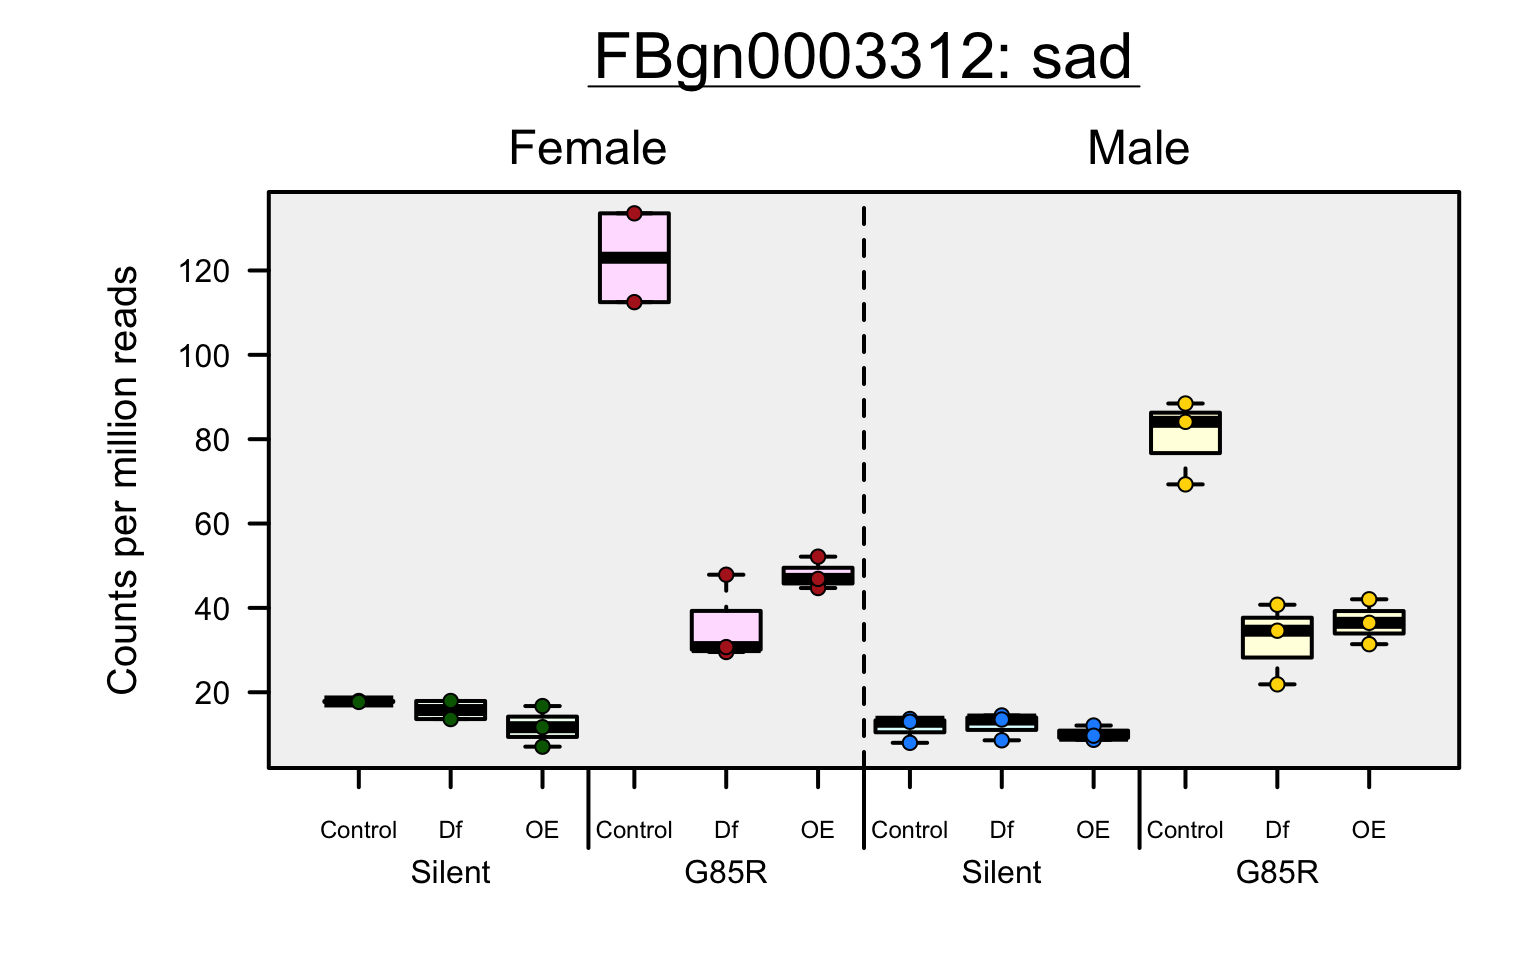 FBgn0003312: sad
Female Male
Counts per million reads
120
100
80
60
40
20
Control Df OE Control Df OE Control Df OE Control Df OE
Silent G85R Silent G85R